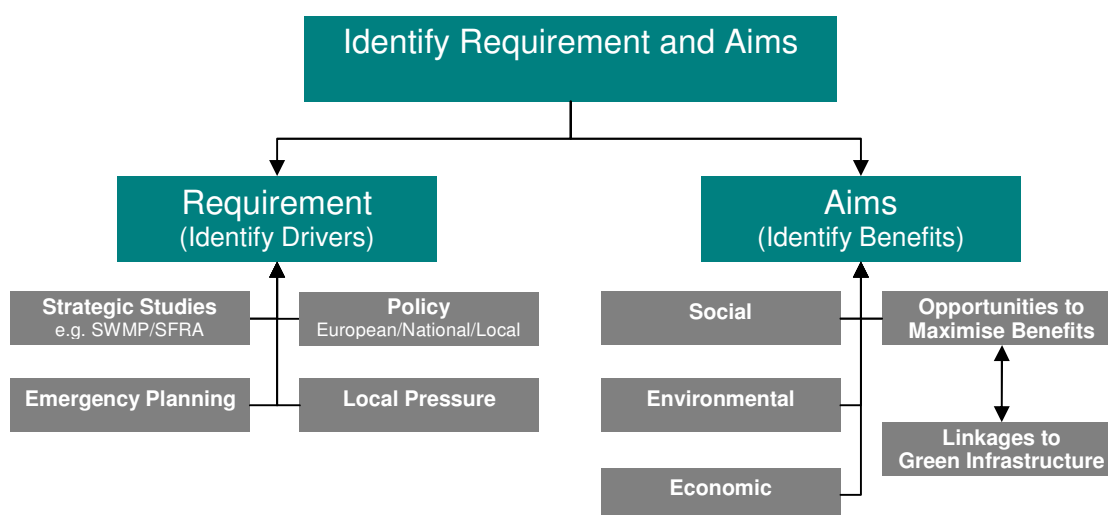 Identify Requirement and Aims
Requirement
(Identify Drivers)
Aims
(Identify Benefits)
Strategic Studies
e.g. SWMP/SFRA
Policy
European/National/Local
Emergency Planning
Local Pressure
Social
Opportunities to
Maximise Benefits
Environmental
Linkages to
Green Infrastructure
Economic